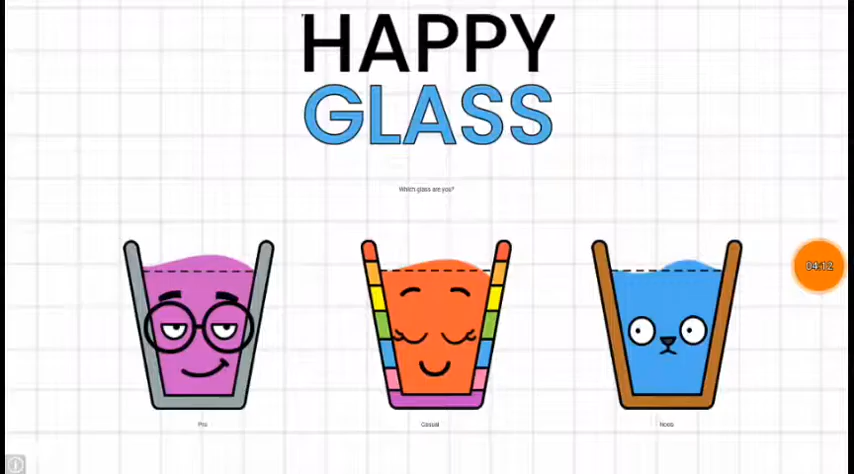 HAPPY
GLASS
Which glass are you?
04:12
Pro
Casual
Noob